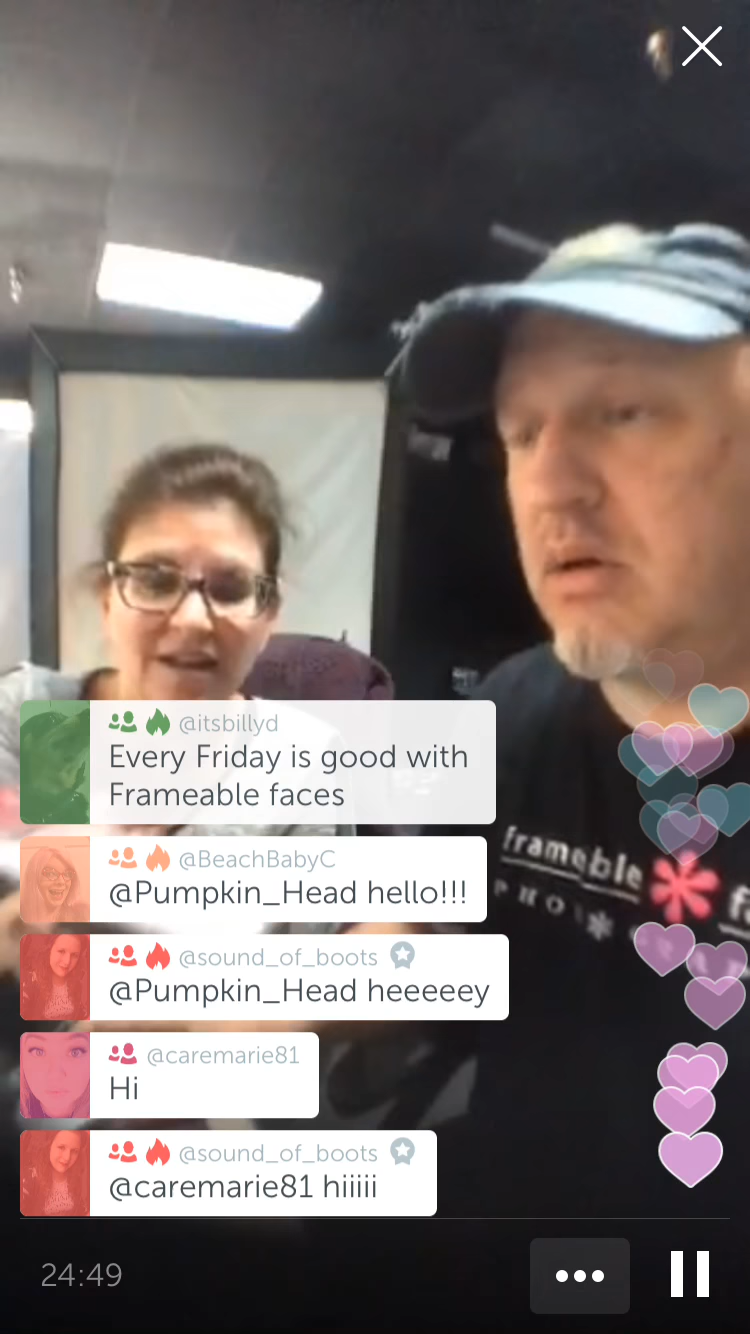 @itsbillyd
Every Friday is good with
Frameable faces
@BeachBabyC
@Pumpkin_Head hello!!!
@sound_of_boots
@Pumpkin_Head heeeeey
@caremarie81
Hi
@sound_of_boots
@caremarie81 hiiiii
frameable
24:49